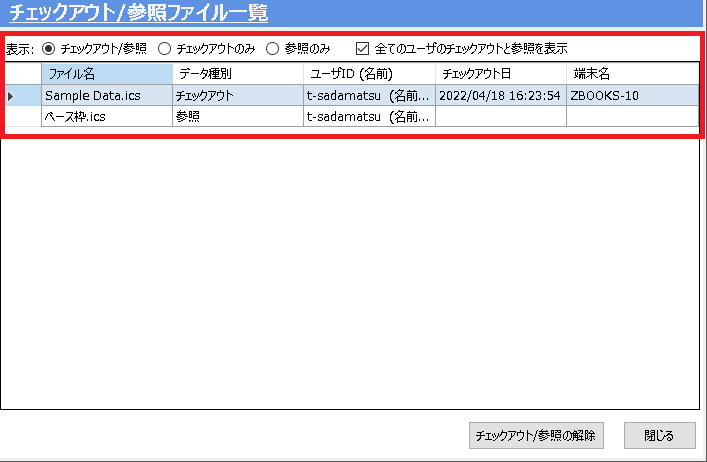 チェックアウト/参照ファイル一覧
表示: チェックアウト/参照 チェックアウトのみ 参照のみ 全てのユーザのチェックアウトと参照を表示
ファイル名 データ種別 ユーザID (名前) チェックアウト日 端末名
Sample Data.ics チェックアウト t-sadamatsu (名前... 2022/04/18 16:23:54 ZBOOKS-10
ベース枠.ics 参照 t-sadamatsu (名前...
チェックアウト/参照の解除 閉じる